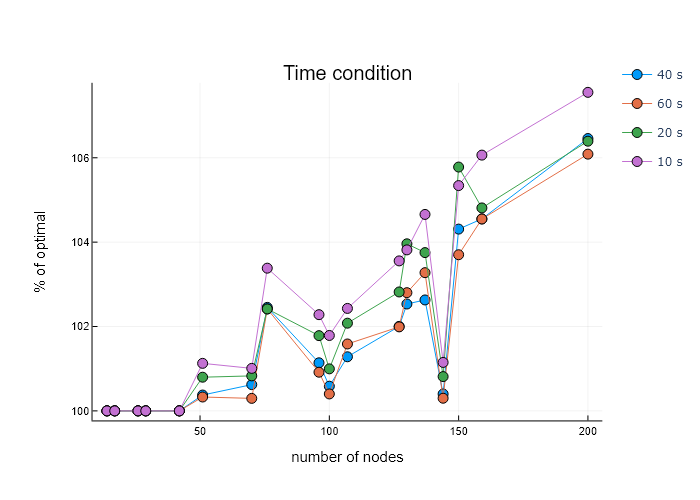 Time condition
40 s
60 s
20 s
10 s
% of optimal
106
104
102
100
50
100
150
200
number of nodes